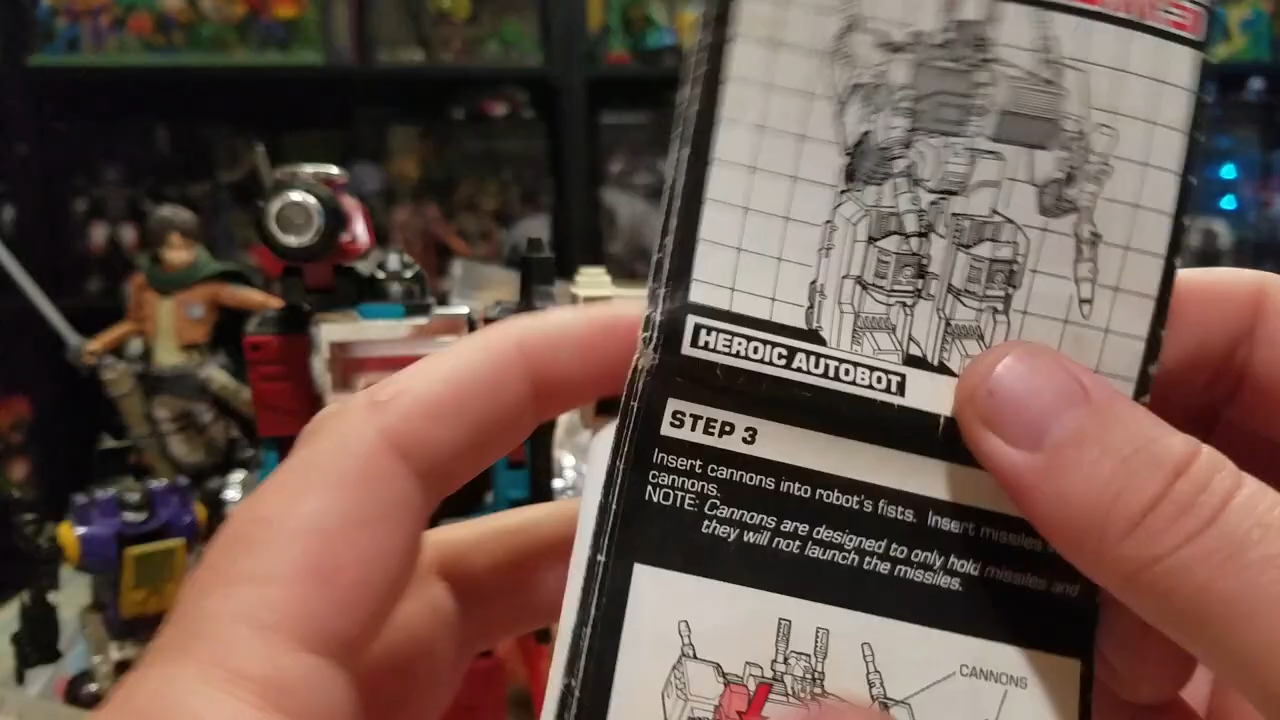 HEROIC AUTOBOT
STEP 3
Insert cannons into robot's fists. Insert missiles
cannons.
NOTE: Cannons are designed to only hold missiles and
they will not launch the missiles.
CANNONS